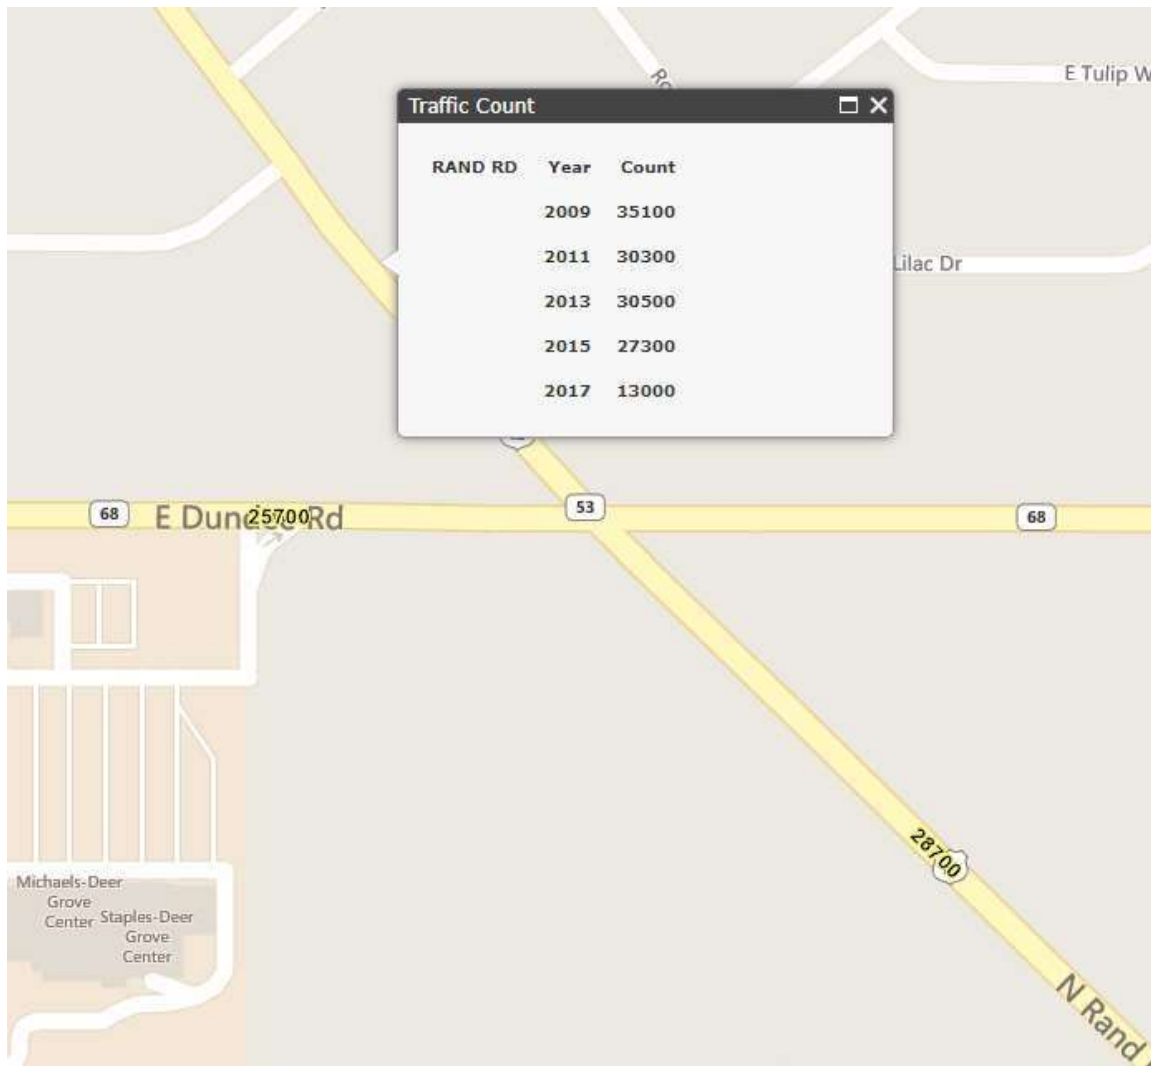 E Tulip W
Traffic Count
RAND RD Year Count
2009 35100
2011 30300
2013 30500
2015 27300
2017 13000
Lilac Dr
68
E Dundee Rd
25700
53
68
28700
Michaels-Deer
Grove
Center
Staples-Deer
Grove
Center
N Rand